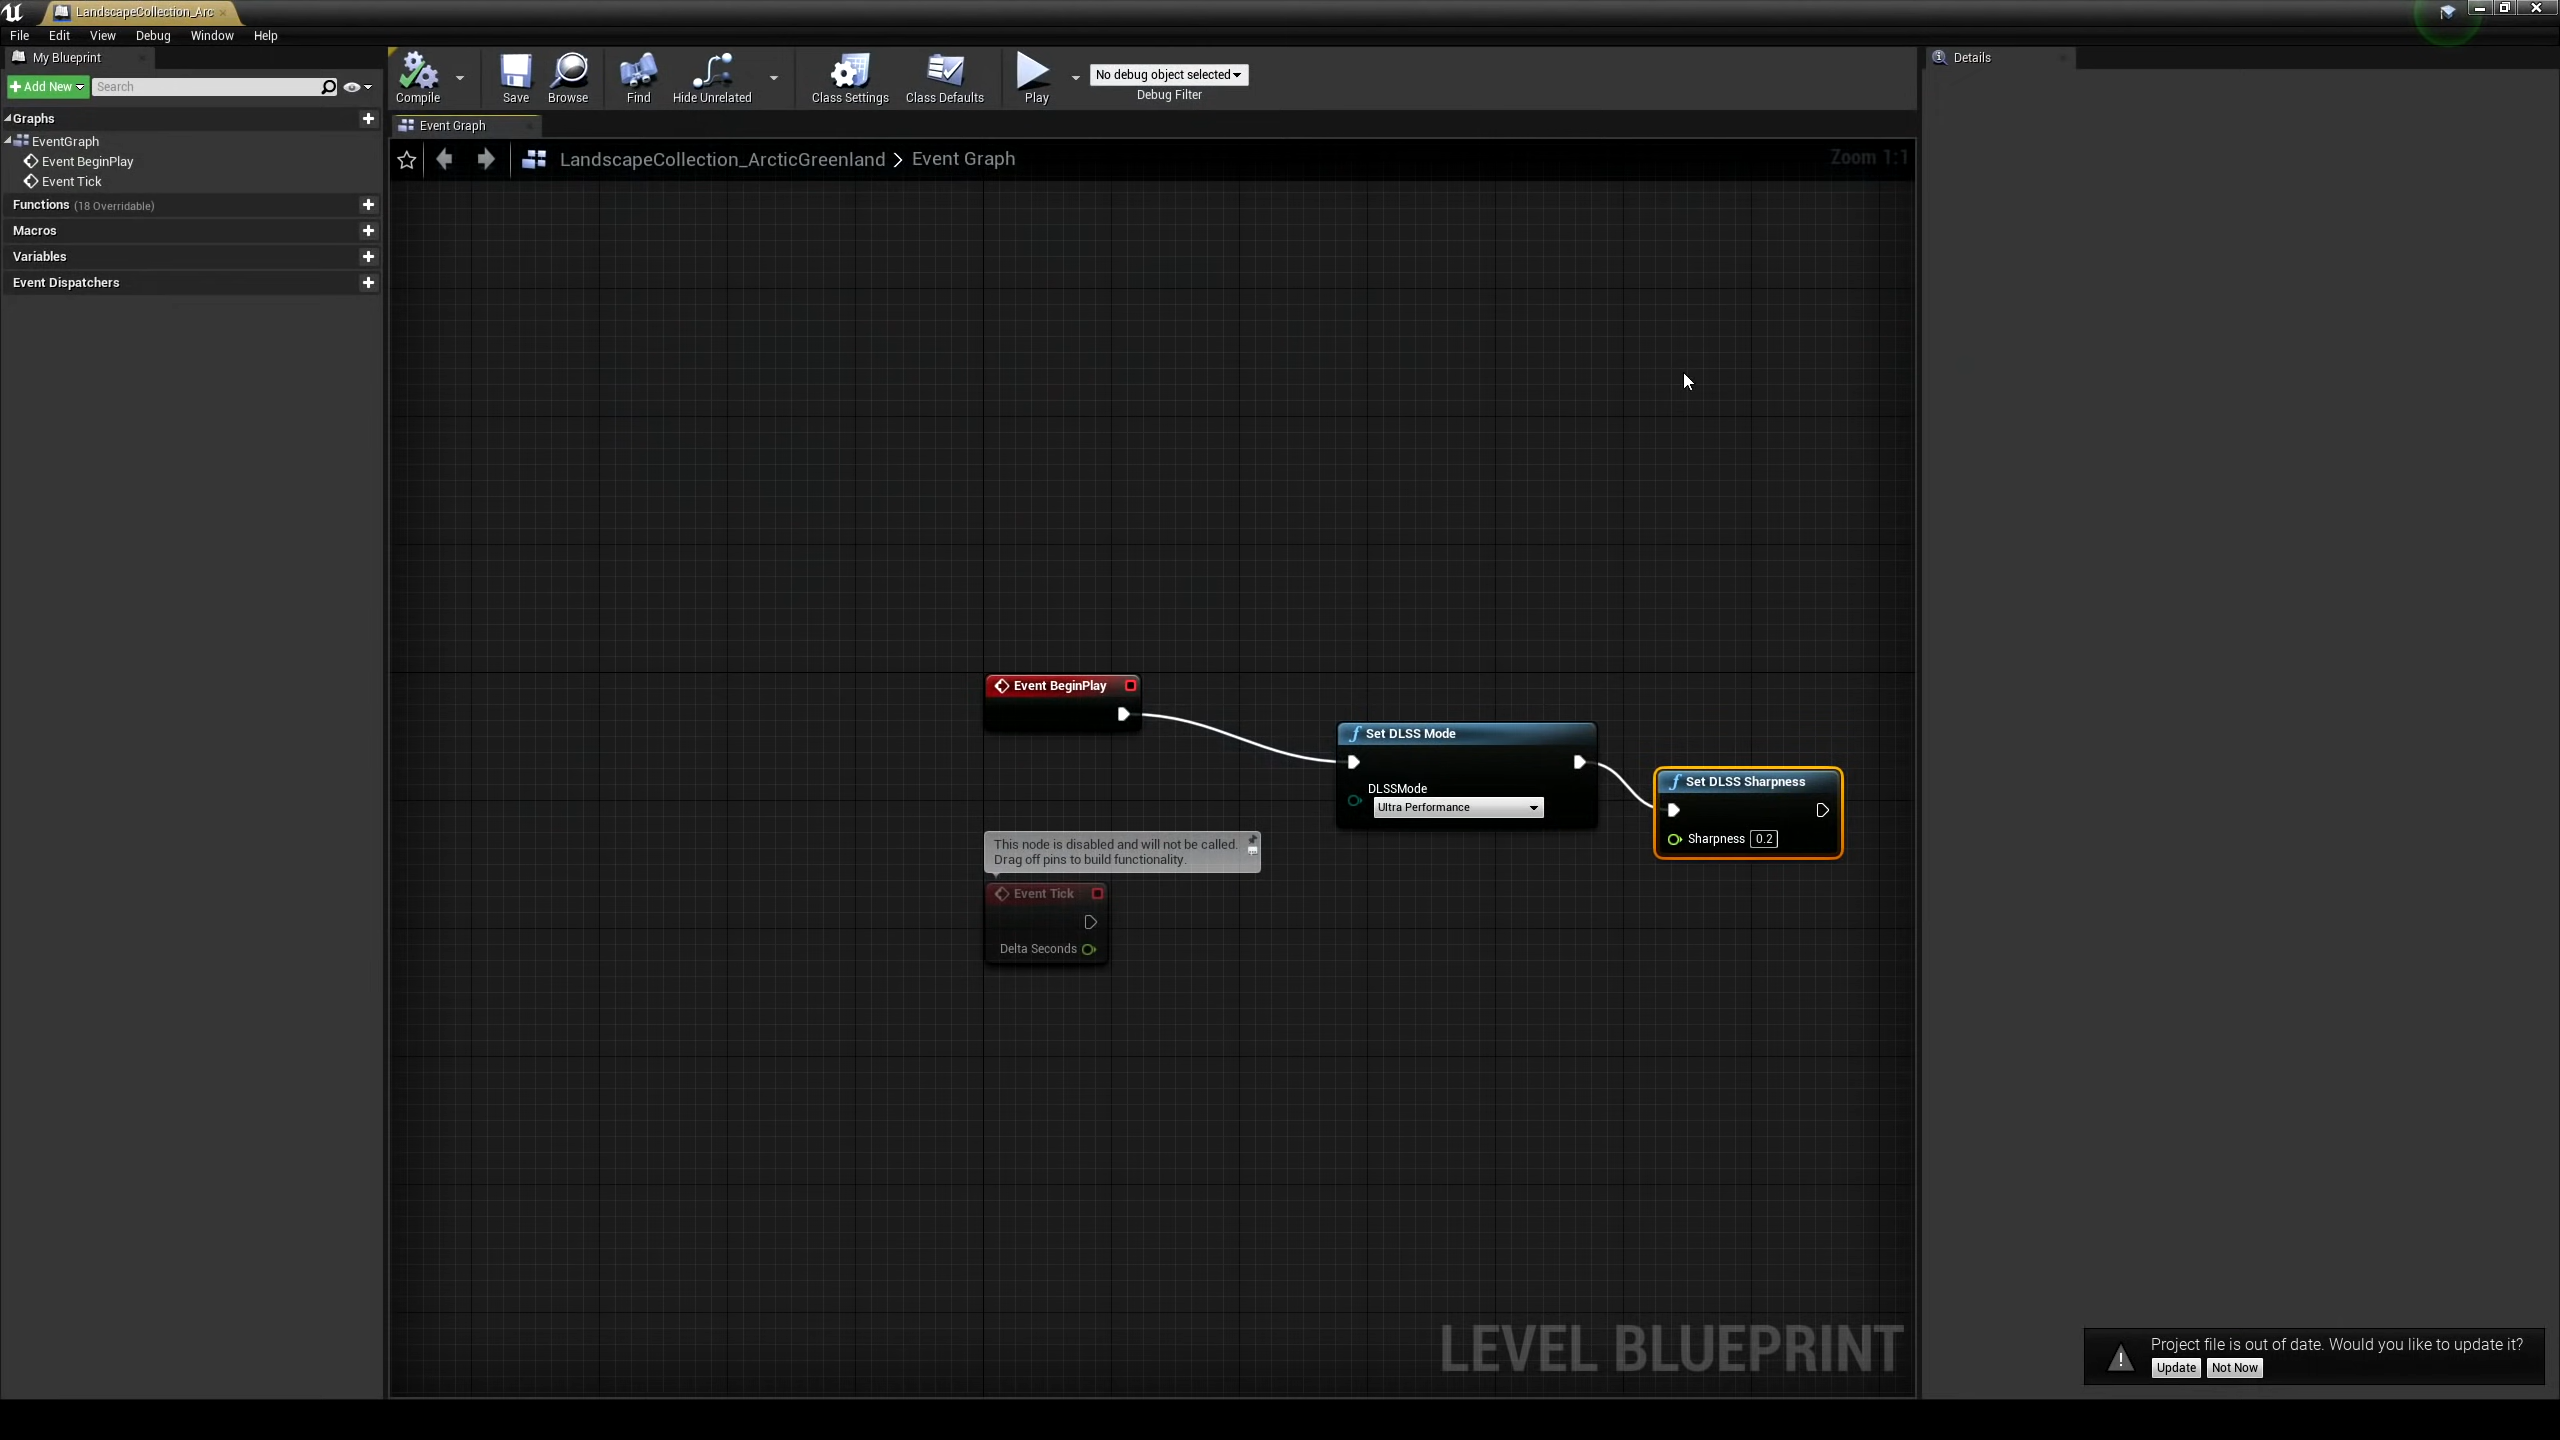 LandscapeCollection_Arc
File Edit View Debug Window Help
My Blueprint
Add New
Search
Graphs
EventGraph
Event BeginPlay
Event Tick
Functions (18 Overridable)
Macros
Variables
Event Dispatchers
Compile
Save
Browse
Find
Hide Unrelated
Class Settings
Class Defaults
Play
No debug object selected
Debug Filter
Details
Event Graph
LandscapeCollection_ArcticGreenland > Event Graph
Zoom 1:1
Event BeginPlay
Set DLSS Mode
DLSSMode
Ultra Performance
Set DLSS Sharpness
Sharpness 0.2
This node is disabled and will not be called.
Drag off pins to build functionality.
Event Tick
Delta Seconds
LEVEL BLUEPRINT
Project file is out of date. Would you like to update it?
Update Not Now